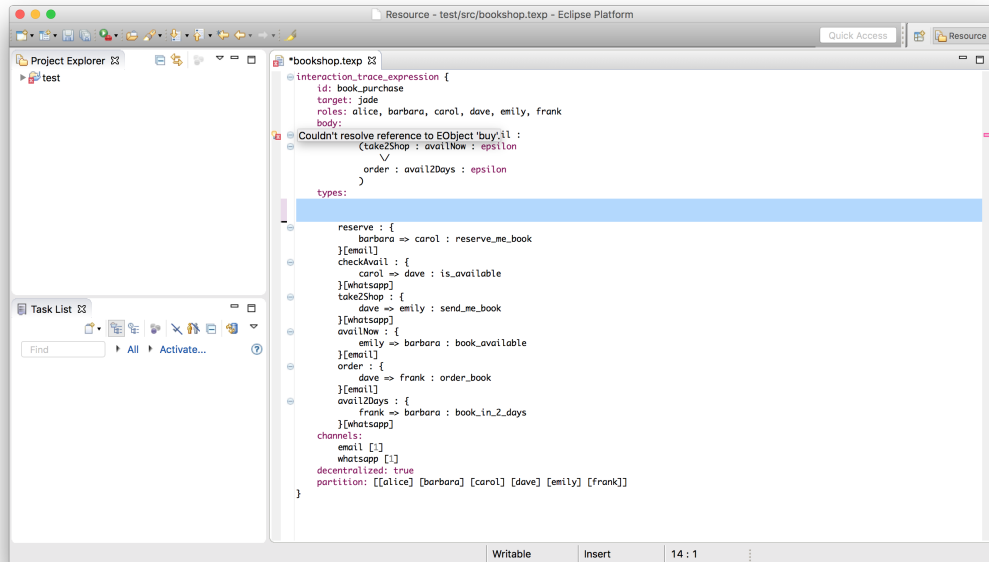 Resource - test/src/bookshop.texp - Eclipse Platform
Quick Access
Resource
Project Explorer
test
*bookshop.texp
interaction_trace_expression {
id: book_purchase
target: jade
roles: alice, barbara, carol, dave, emily, frank
body:
Couldn't resolve reference to EObject 'buy'. il :
(take2Shop : availNow : epsilon
\/
order : avail2Days : epsilon
)
types:
reserve : {
barbara => carol : reserve_me_book
}[email]
checkAvail : {
carol => dave : is_available
}[whatsapp]
take2Shop : {
dave => emily : send_me_book
}[whatsapp]
availNow : {
emily => barbara : book_available
}[email]
order : {
dave => frank : order_book
}[email]
avail2Days : {
frank => barbara : book_in_2_days
}[whatsapp]
channels:
email [1]
whatsapp [1]
decentralized: true
partition: [[alice] [barbara] [carol] [dave] [emily] [frank]]
}
Task List
Find
All
Activate...
Writable
Insert
14 : 1